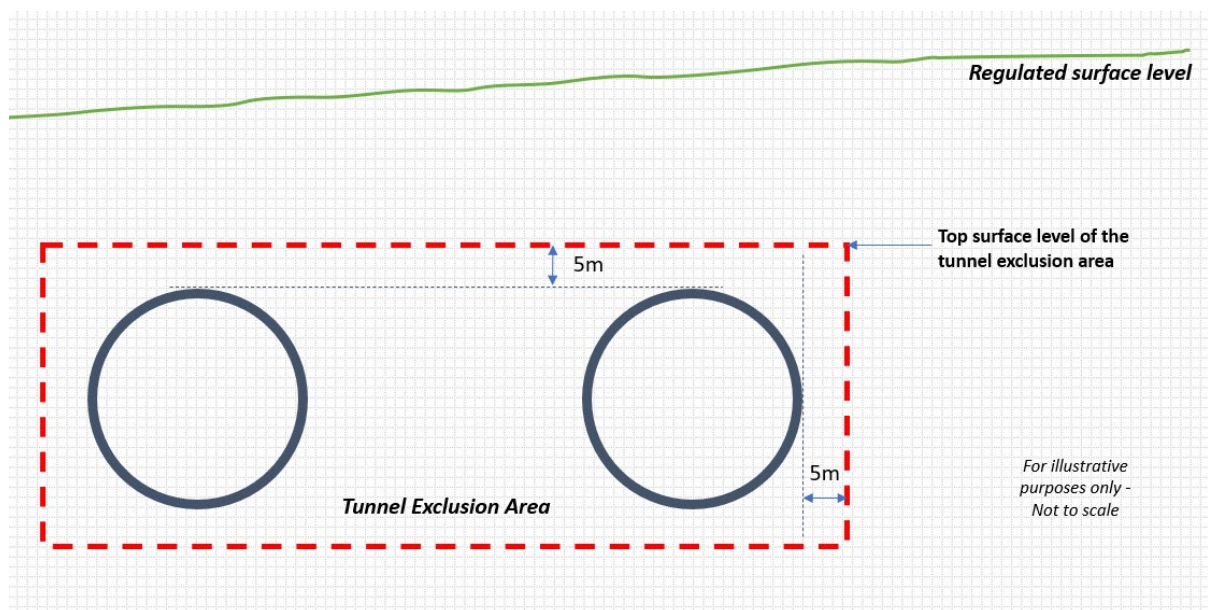 Regulated surface level
Top surface level of the
tunnel exclusion area
5m
5m
Tunnel Exclusion Area
For illustrative
purposes only -
Not to scale